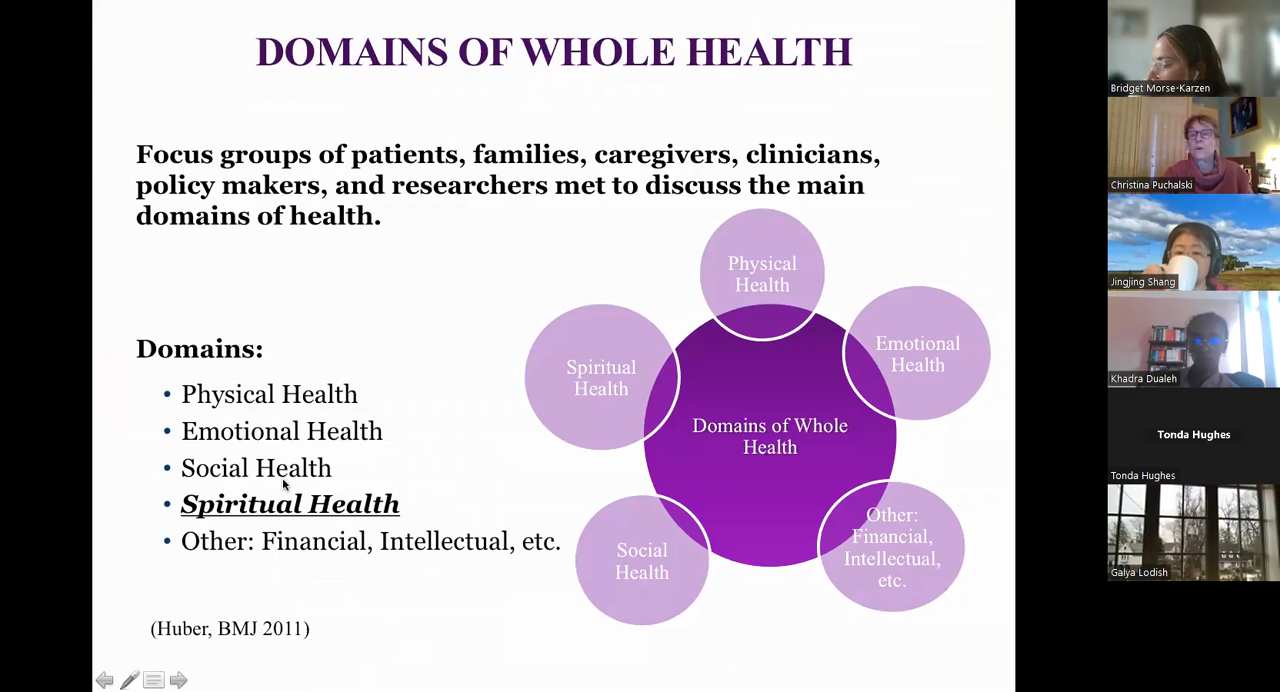 DOMAINS OF WHOLE HEALTH
Focus groups of patients, families, caregivers, clinicians,
policy makers, and researchers met to discuss the main
domains of health.
Domains:
• Physical Health
• Emotional Health
• Social Health
• Spiritual Health
• Other: Financial, Intellectual, etc.
(Huber, BMJ 2011)
Physical
Health
Emotional
Health
Spiritual
Health
Domains of Whole
Health
Social
Health
Other:
Financial,
Intellectual,
etc.
Bridget Morse-Karzen
Christina Puchalski
Jingjing Shang
Khadra Dualeh
Tonda Hughes
Tonda Hughes
Galya Lodish